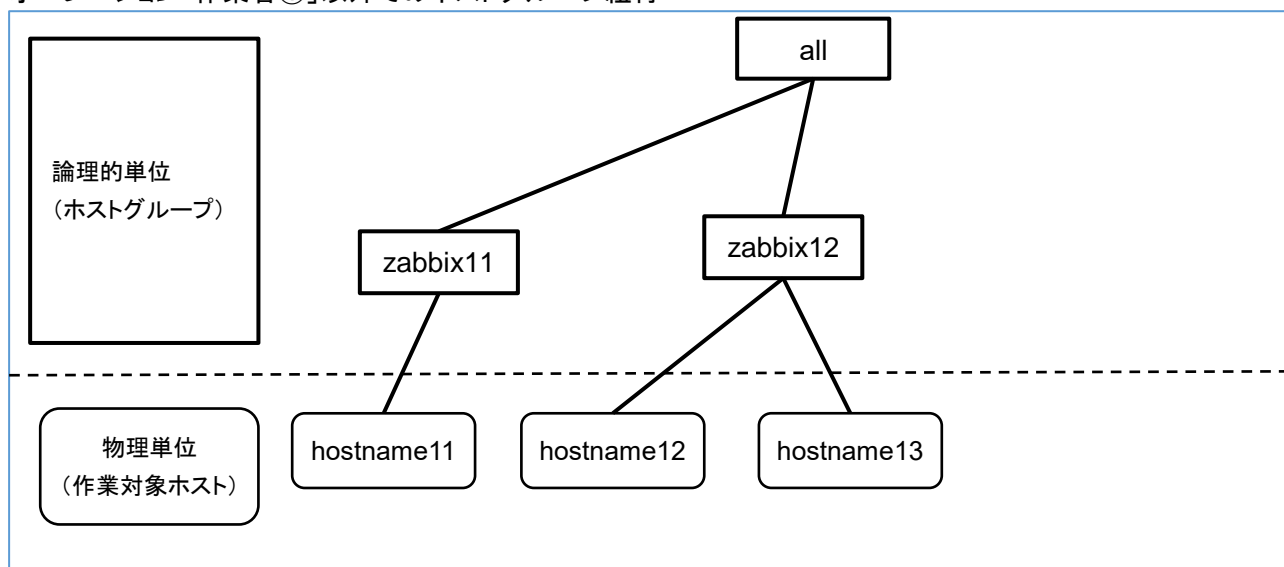 all
論理的単位
（ホストグループ）
zabbix11
zabbix12
物理単位
（作業対象ホスト）
hostname11
hostname12
hostname13